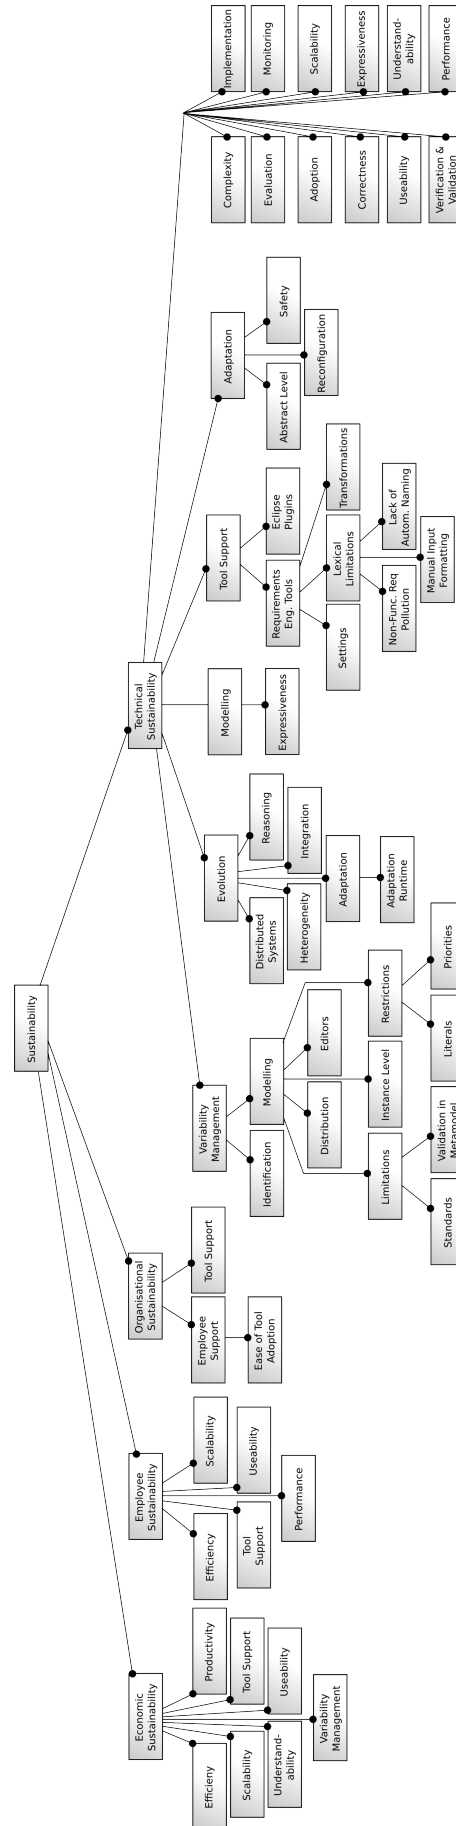 Sustainability
Economic
Sustainability
Efficieny
Productivity
Scalability
Tool Support
Understand-
ability
Useability
Variability
Management
Employee
Sustainability
Efficiency
Scalability
Tool
Support
Useability
Performance
Organisational
Sustainability
Employee
Support
Tool Support
Ease of Tool
Adoption
Technical
Sustainability
Variability
Management
Identification
Modelling
Distribution
Editors
Limitations
Instance Level
Restrictions
Standards
Validation in
Metamodel
Literals
Priorities
Evolution
Distributed
Systems
Reasoning
Heterogeneity
Integration
Adaptation
Adaptation
Runtime
Modelling
Expressiveness
Tool Support
Requirements
Eng. Tools
Eclipse
Plugins
Settings
Lexical
Limitations
Transformations
Non-Func. Req
Pollution
Lack of
Autom. Naming
Manual Input
Formatting
Adaptation
Abstract Level
Safety
Reconfiguration
Complexity
Implementation
Evaluation
Monitoring
Adoption
Scalability
Correctness
Expressiveness
Useability
Understand-
ability
Verification &
Validation
Performance